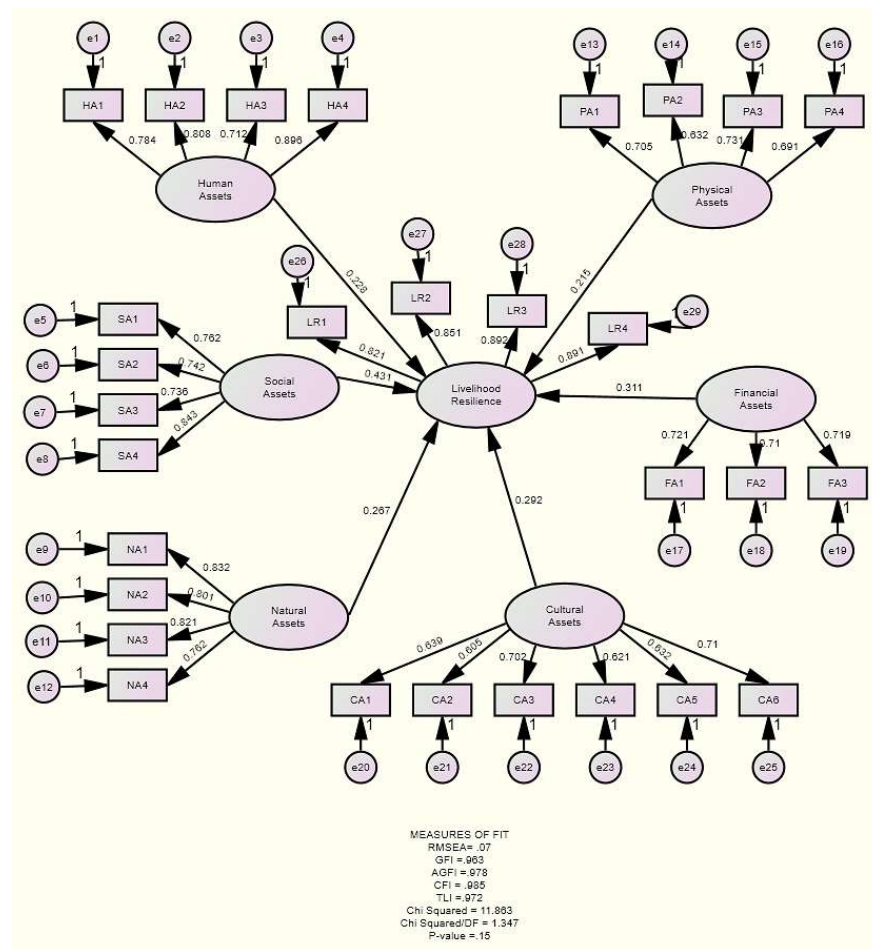 e1 e2 e3 e4
1 1 1 1
HA1 HA2 HA3 HA4
0.784 0.808 0.712 0.896
Human
Assets
e13 e14 e15 e16
1 1 1 1
PA1 PA2 PA3 PA4
0.705 0.632 0.731 0.691
Physical
Assets
0.228
0.215
e26 e27 e28 e29
1 1 1 1
LR1 LR2 LR3 LR4
0.821 0.851 0.892 0.891
Livelihood
Resilience
e5 1 SA1 0.762
e6 1 SA2 0.742
e7 1 SA3 0.736
e8 1 SA4 0.843
Social
Assets
0.431
Financial
Assets
0.311
0.721 0.71 0.719
FA1 FA2 FA3
1 1 1
e17 e18 e19
e9 1 NA1 0.832
e10 1 NA2 0.801
e11 1 NA3 0.821
e12 1 NA4 0.762
Natural
Assets
0.267
0.292
Cultural
Assets
0.639 0.605 0.702 0.621 0.632 0.71
CA1 CA2 CA3 CA4 CA5 CA6
1 1 1 1 1 1
e20 e21 e22 e23 e24 e25
MEASURES OF FIT
RMSEA= .07
GFI =.963
AGFI =.978
CFI = .985
TLI =.972
Chi Squared = 11.863
Chi Squared/DF = 1.347
P-value =.15